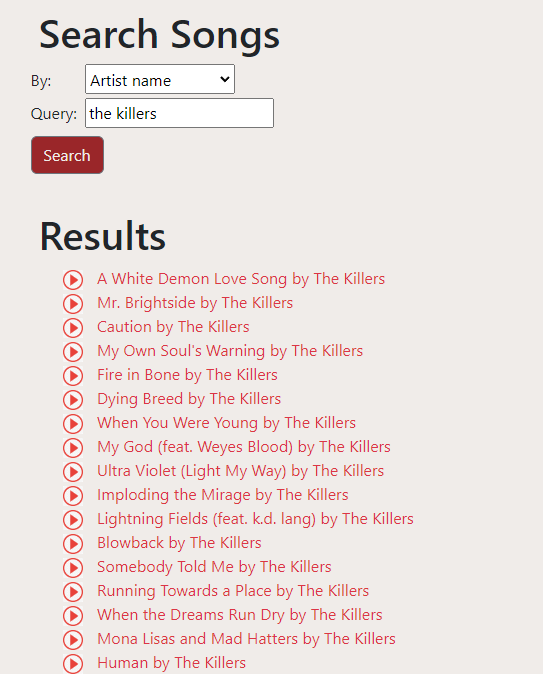 Search Songs
By: Artist name
Query: the killers
Search
Results
A White Demon Love Song by The Killers
Mr. Brightside by The Killers
Caution by The Killers
My Own Soul's Warning by The Killers
Fire in Bone by The Killers
Dying Breed by The Killers
When You Were Young by The Killers
My God (feat. Weyes Blood) by The Killers
Ultra Violet (Light My Way) by The Killers
Imploding the Mirage by The Killers
Lightning Fields (feat. k.d. lang) by The Killers
Blowback by The Killers
Somebody Told Me by The Killers
Running Towards a Place by The Killers
When the Dreams Run Dry by The Killers
Mona Lisas and Mad Hatters by The Killers
Human by The Killers